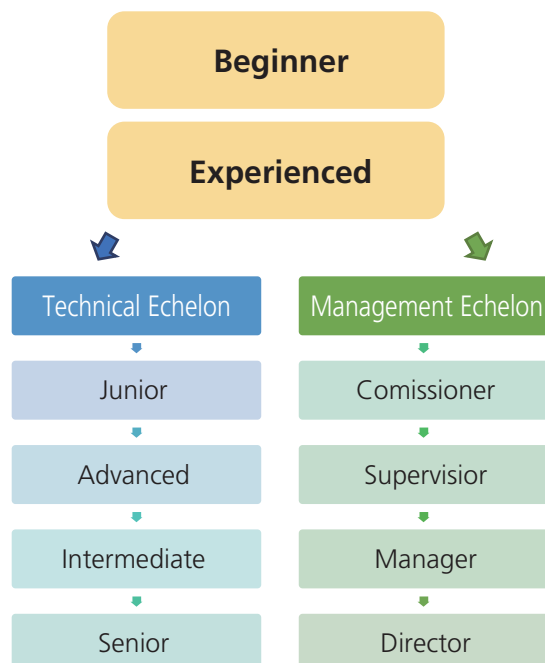 Beginner
Experienced
Technical Echelon
Junior
Advanced
Intermediate
Senior
Management Echelon
Comissioner
Supervisior
Manager
Director